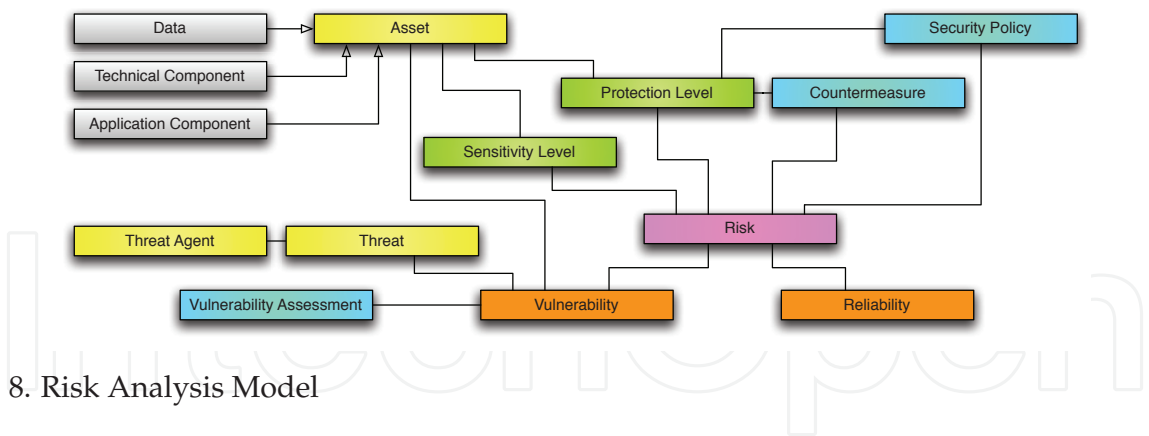 Data
Asset
Security Policy
Technical Component
Protection Level
Countermeasure
Application Component
Sensitivity Level
Risk
Threat Agent
Threat
Vulnerability Assessment
Vulnerability
Reliability
IntechOpen
8. Risk Analysis Model